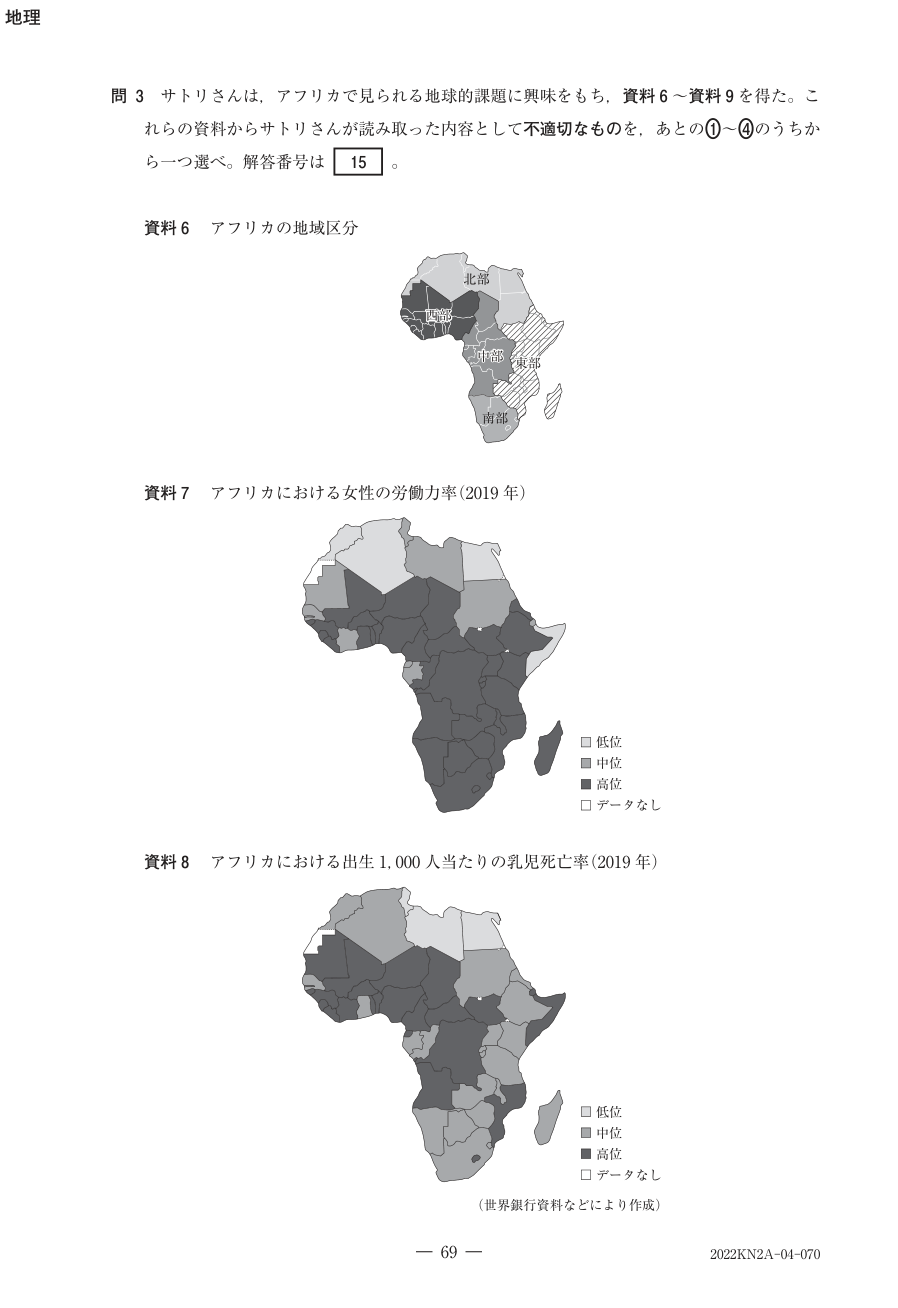 地理
問 3 サトリさんは，アフリカで見られる地球的課題に興味をもち，資料6～資料9を得た。こ
れらの資料からサトリさんが読み取った内容として不適切なものを，あとの①～④のうちか
ら一つ選べ。解答番号は 15 。
資料6 アフリカの地域区分
北部
西部
中部
東部
南部
資料7 アフリカにおける女性の労働力率(2019 年)
低位
中位
高位
データなし
資料8 アフリカにおける出生 1,000 人当たりの乳児死亡率(2019 年)
低位
中位
高位
データなし
(世界銀行資料などにより作成)
― 69 ―
2022KN2A-04-070